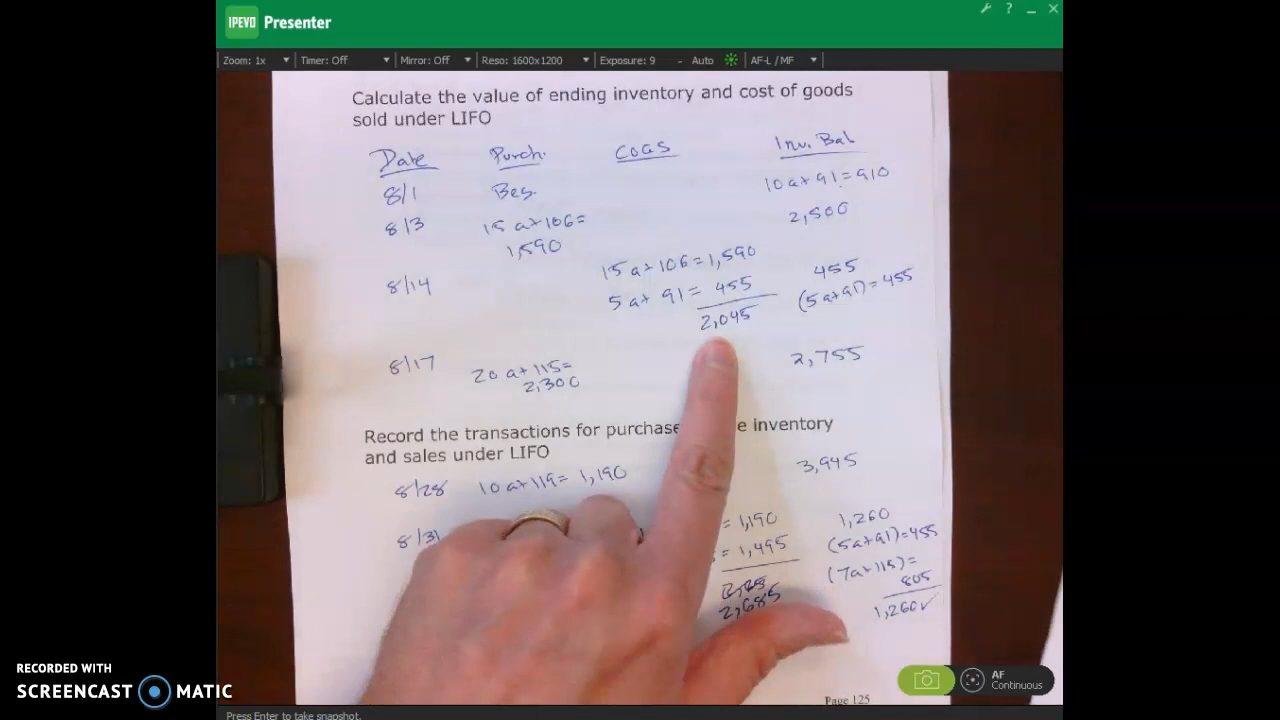 IPEVO Presenter
Zoom: 1x Timer: Off Mirror: Off Reso: 1600x1200 Exposure: 9 - Auto AF-L / MF
Calculate the value of ending inventory and cost of goods
sold under LIFO
Date Purch. COGS Inv. Bal
8/1 Beg. 10 at 91 = 910
8/3 15 at 106 = 2,500
1,590
15 at 106 = 1,590 455
8/14 5 at 91 = 455 (5 at 91) = 455
2,045
8/17 20 at 115 = 2,755
2,300
Record the transactions for purchase e inventory
and sales under LIFO
8/28 10 at 119 = 1,190 3,945
8/31 = 1,190 1,260
= 1,495 (5 at 91) = 455
(7 at 115) =
805
2,685 1,260 ✓
Page 125
AF
Continuous
RECORDED WITH
SCREENCAST MATIC
Press Enter to take snapshot.